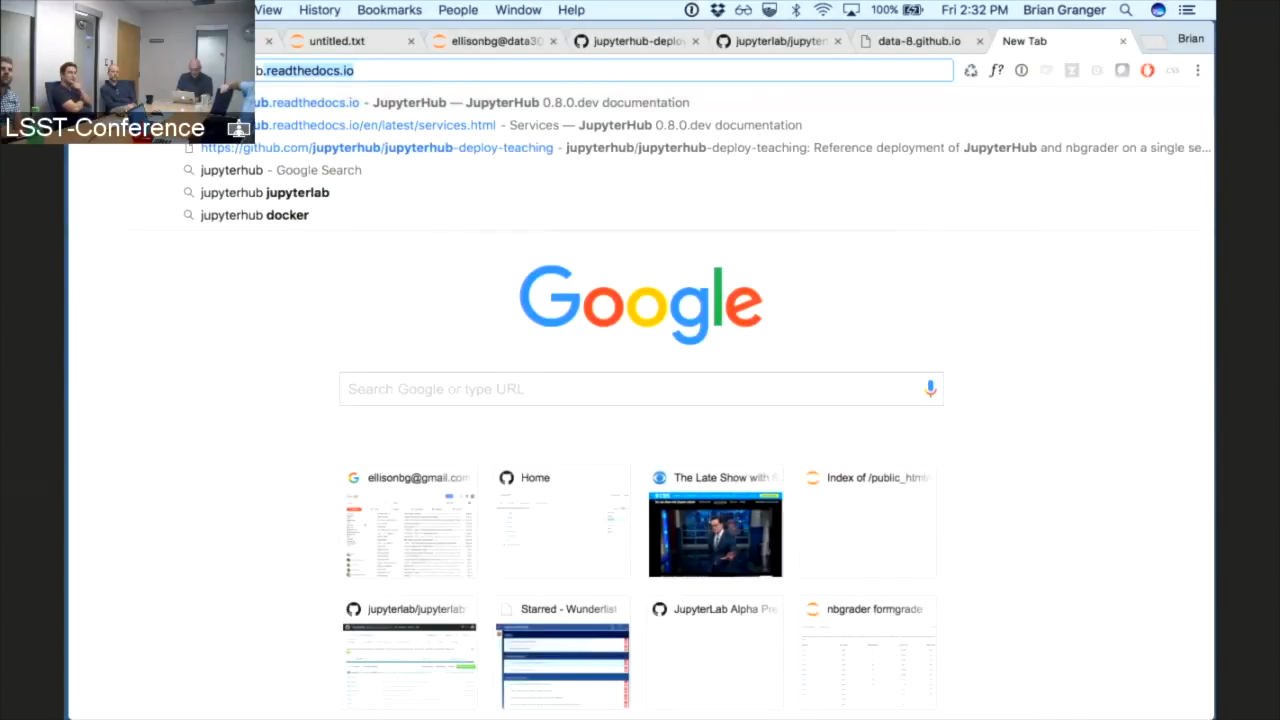 View History Bookmarks People Window Help 100% Fri 2:32 PM Brian Granger
untitled.txt ellisonbg@data3 jupyterhub-deplo jupyterlab/jupyter data-8.github.io New Tab Brian
b.readthedocs.io
LSST-Conference
ub.readthedocs.io - JupyterHub — JupyterHub 0.8.0.dev documentation
ub.readthedocs.io/en/latest/services.html - Services — JupyterHub 0.8.0.dev documentation
https://github.com/jupyterhub/jupyterhub-deploy-teaching - jupyterhub/jupyterhub-deploy-teaching: Reference deployment of JupyterHub and nbgrader on a single se...
jupyterhub - Google Search
jupyterhub jupyterlab
jupyterhub docker
Google
Search Google or type URL
ellisonbg@gmail.com Home The Late Show with Index of /public_html/
jupyterlab/jupyterlab Starred - Wunderlist JupyterLab Alpha Pre nbgrader formgrade